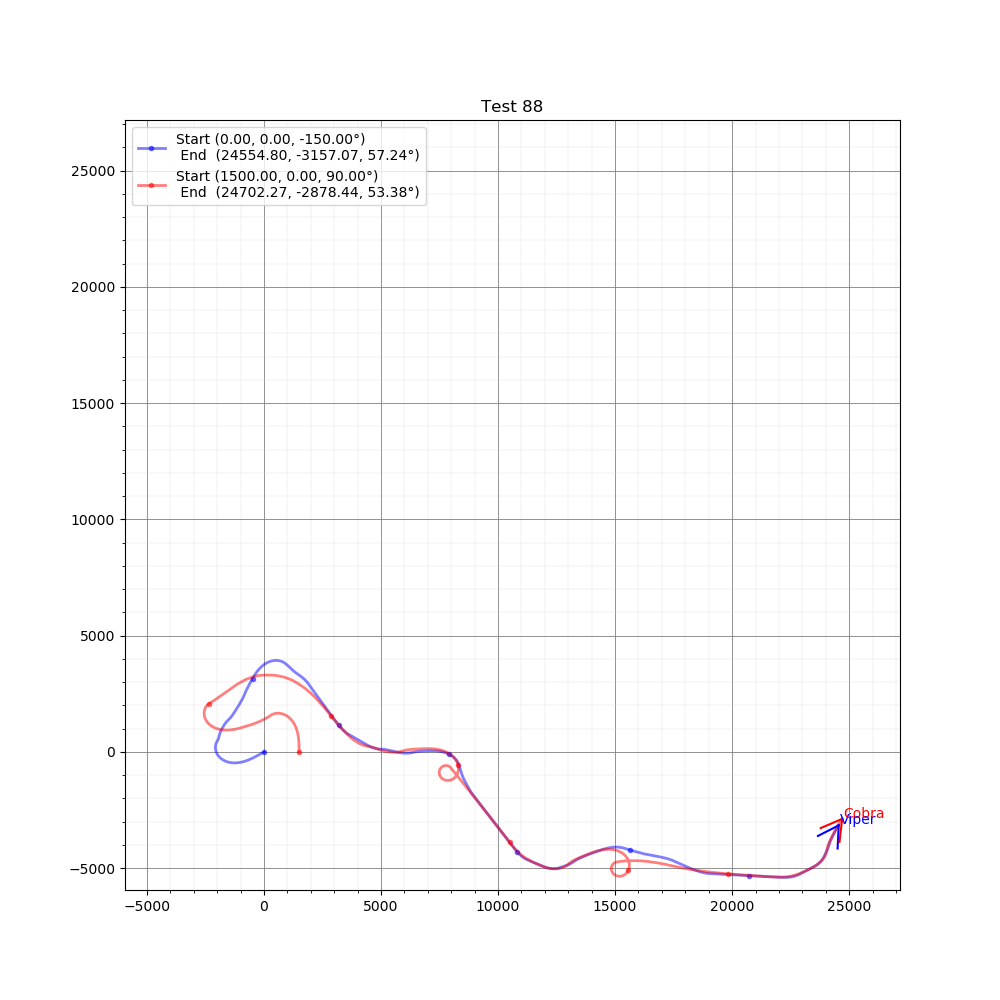 Test 88
Start (0.00, 0.00, -150.00°)
End (24554.80, -3157.07, 57.24°)
Start (1500.00, 0.00, 90.00°)
End (24702.27, -2878.44, 53.38°)
25000
20000
15000
10000
5000
0
−5000
Cobra
Viper
−5000
0
5000
10000
15000
20000
25000